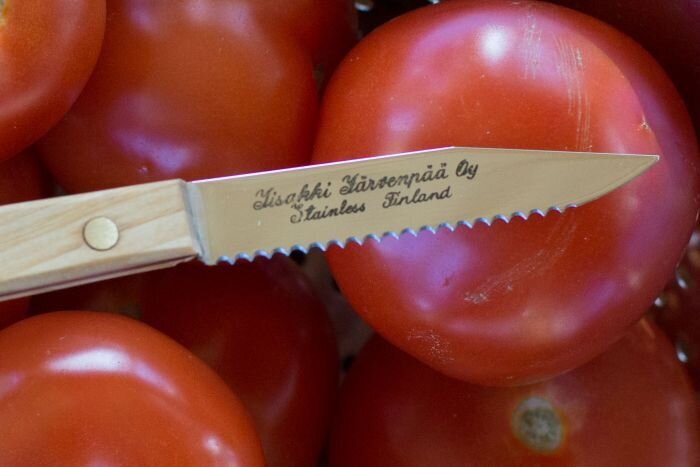 Iisakki Järvenpää Oy
Stainless Finland